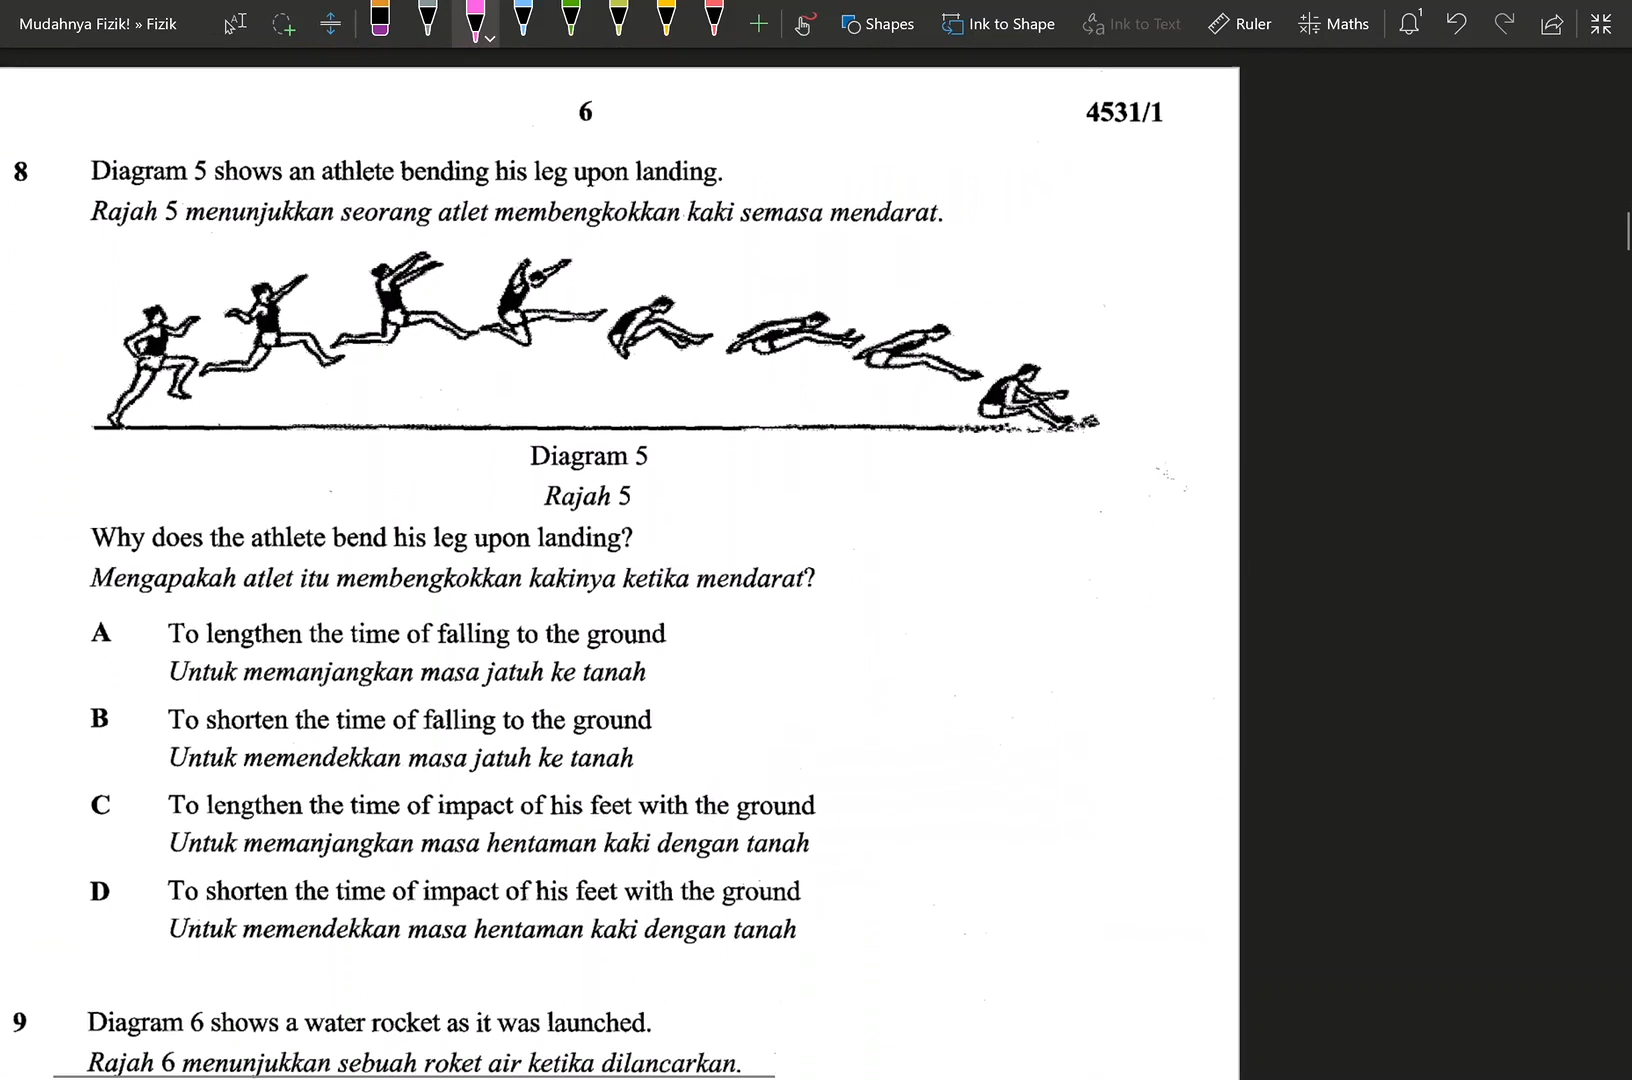 Mudahnya Fizik! » Fizik
Shapes
Ink to Shape
Ink to Text
Ruler
Maths
1
6
4531/1
8 Diagram 5 shows an athlete bending his leg upon landing.
Rajah 5 menunjukkan seorang atlet membengkokkan kaki semasa mendarat.
Diagram 5
Rajah 5
Why does the athlete bend his leg upon landing?
Mengapakah atlet itu membengkokkan kakinya ketika mendarat?
A To lengthen the time of falling to the ground
Untuk memanjangkan masa jatuh ke tanah
B To shorten the time of falling to the ground
Untuk memendekkan masa jatuh ke tanah
C To lengthen the time of impact of his feet with the ground
Untuk memanjangkan masa hentaman kaki dengan tanah
D To shorten the time of impact of his feet with the ground
Untuk memendekkan masa hentaman kaki dengan tanah
9 Diagram 6 shows a water rocket as it was launched.
Rajah 6 menunjukkan sebuah roket air ketika dilancarkan.